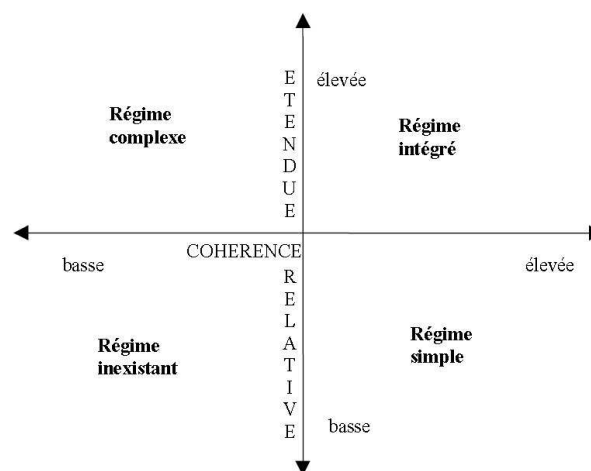 ETENDUE
élevée
Régime
complexe
Régime
intégré
COHERENCE
basse
élevée
RELATIVE
Régime
inexistant
Régime
simple
basse